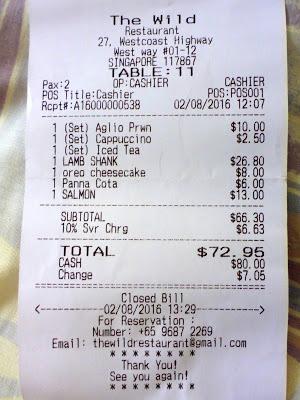 The Wild
Restaurant
27, Westcoast Highway
West way #01-12
SINGAPORE 117867
TABLE:11
Pax:2 OP:CASHIER CASHIER
POS Title:Cashier POS:POS001
Rcpt#:A16000000538 02/08/2016 12:07
1 (Set) Aglio Prwn $10.00
1 (Set) Cappuccino $2.50
1 (Set) Iced Tea
1 LAMB SHANK $26.80
1 oreo cheesecake $8.00
1 Panna Cota $6.00
1 SALMON $13.00
SUBTOTAL $66.30
10% Svr Chrg $6.63
TOTAL $72.95
CASH $80.00
Change $7.05
Closed Bill
<----------02/08/2016 13:29---------->
For Reservation :
Number: +65 9687 2269
Email: thewildrestaurant@gmail.com
* * * * * * * *
Thank You!
See you again!
* * * * * * * *